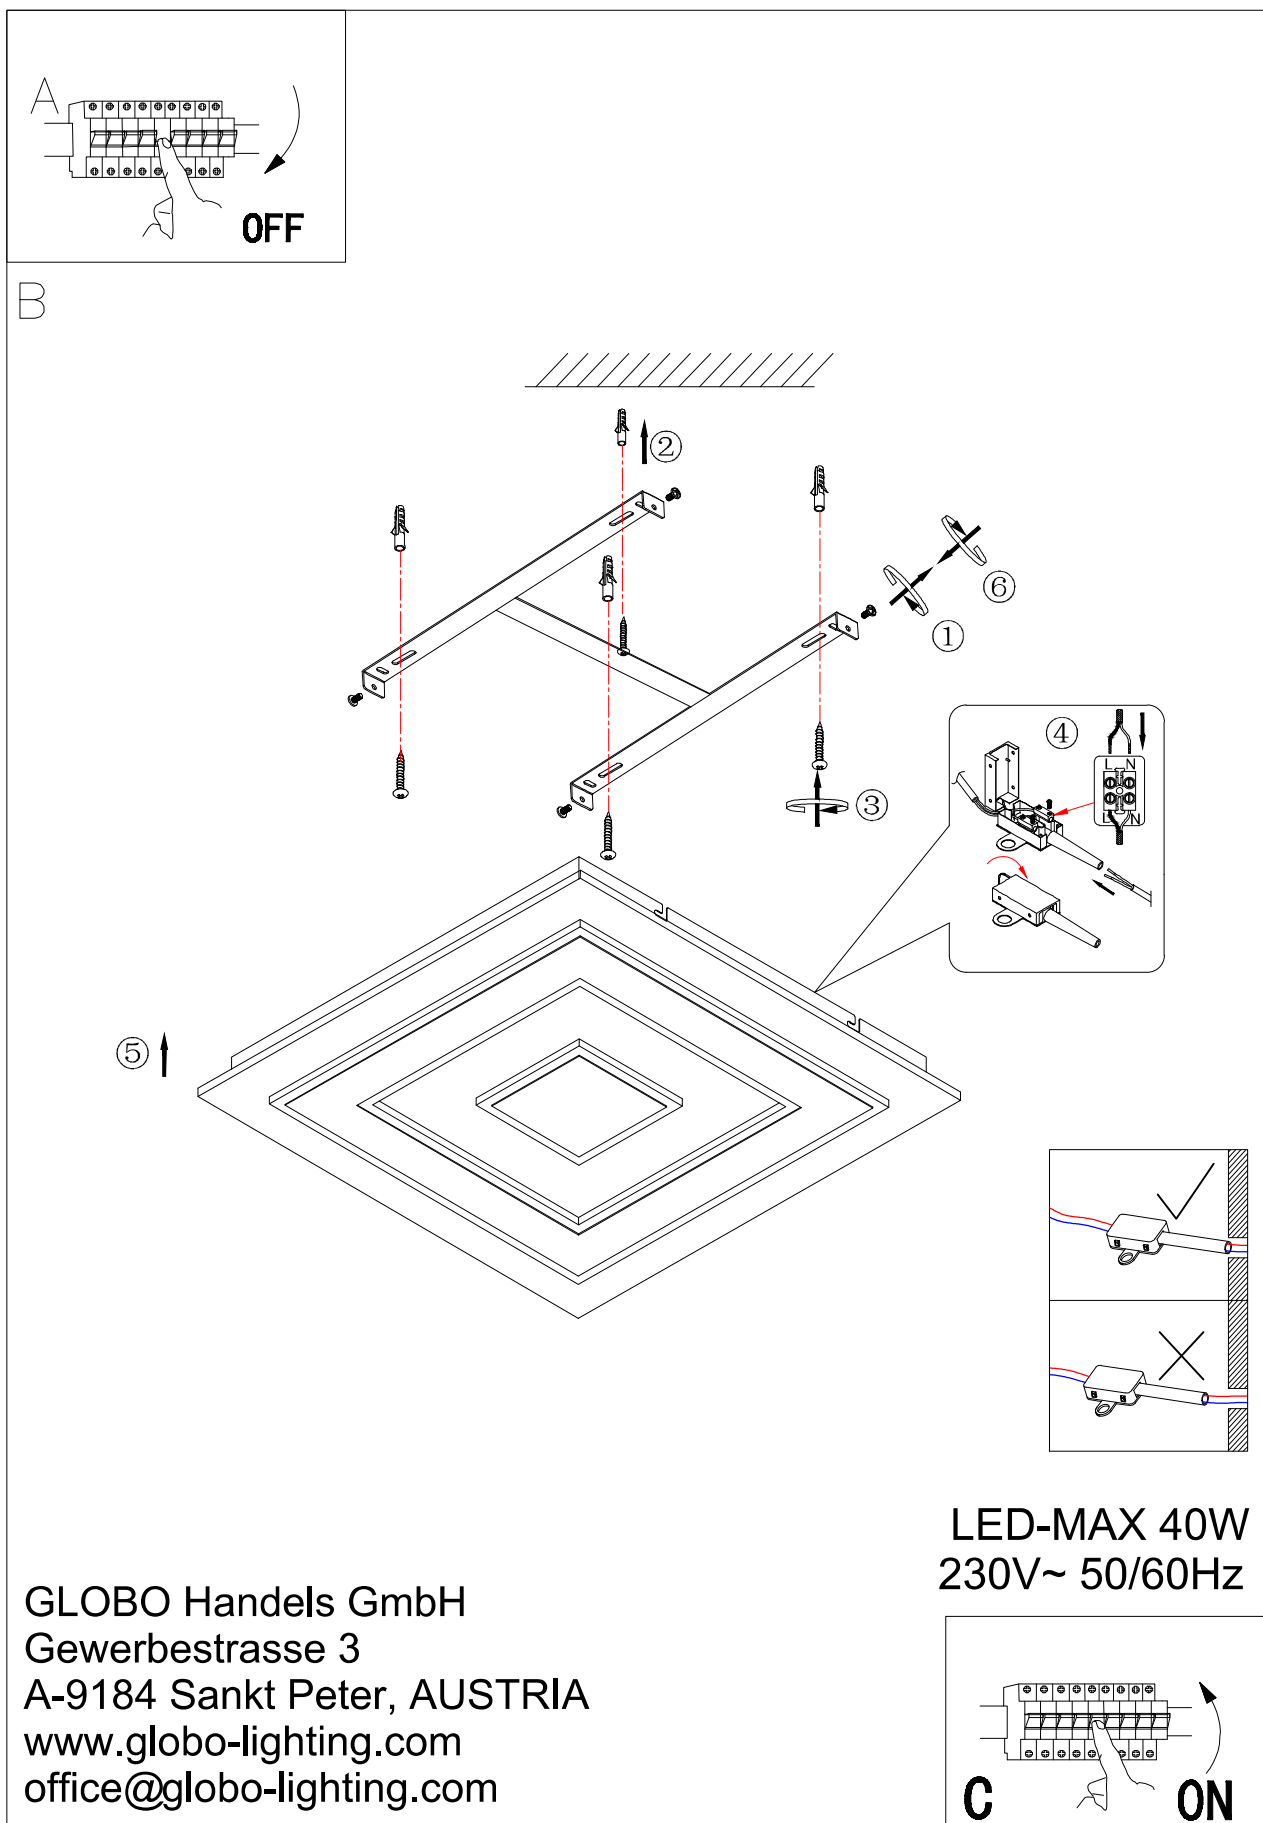 A
OFF
B
②
⑥
①
④
L N
L N
③
⑤
LED-MAX 40W
230V~ 50/60Hz
GLOBO Handels GmbH
Gewerbestrasse 3
A-9184 Sankt Peter, AUSTRIA
www.globo-lighting.com
office@globo-lighting.com
C ON